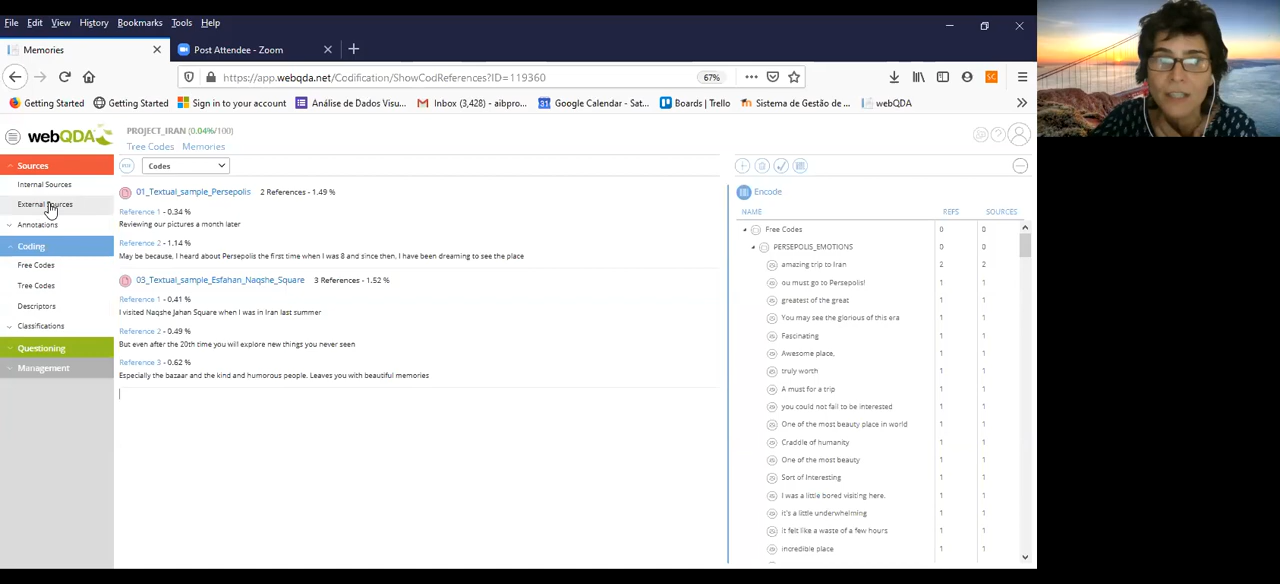 File Edit View History Bookmarks Tools Help
Memories
Post Attendee - Zoom
https://app.webqda.net/Codification/ShowCodReferences?ID=119360
67%
Getting Started Getting Started Sign in to your account Análise de Dados Visu... Inbox (3,428) - aibpro... Google Calendar - Sat... Boards | Trello Sistema de Gestão de ... webQDA
webQDA
PROJECT_IRAN (0.04%/100)
Tree Codes Memories
Sources
Internal Sources
External Sources
Annotations
Coding
Free Codes
Tree Codes
Descriptors
Classifications
Questioning
Management
Codes
01_Textual_sample_Persepolis 2 References - 1.49 %
Reference 1 - 0.34 %
Reviewing our pictures a month later
Reference 2 - 1.14 %
May be because, I heard about Persepolis the first time when I was 8 and since then, I have been dreaming to see the place
03_Textual_sample_Esfahan_Naqshe_Square 3 References - 1.52 %
Reference 1 - 0.41 %
I visited Naqshe Jahan Square when I was in Iran last summer
Reference 2 - 0.49 %
But even after the 20th time you will explore new things you never seen
Reference 3 - 0.62 %
Especially the bazaar and the kind and humorous people. Leaves you with beautiful memories
Encode
NAME REFS' SOURCES
Free Codes 0 0
PERSEPOLIS_EMOTIONS 0 0
amazing trip to Iran 2 2
ou must go to Persepolis! 1 1
greatest of the great 1 1
You may see the glorious of this era 1 1
Fascinating 1 1
Awesome place, 1 1
truly worth 1 1
A must for a trip 1 1
you could not fail to be interested 1 1
One of the most beauty place in world 1 1
Craddle of humanity 1 1
One of the most beauty 1 1
Sort of Interesting 1 1
I was a little bored visiting here. 1 1
it's a little underwhelming 1 1
it felt like a waste of a few hours 1 1
incredible place 1 1